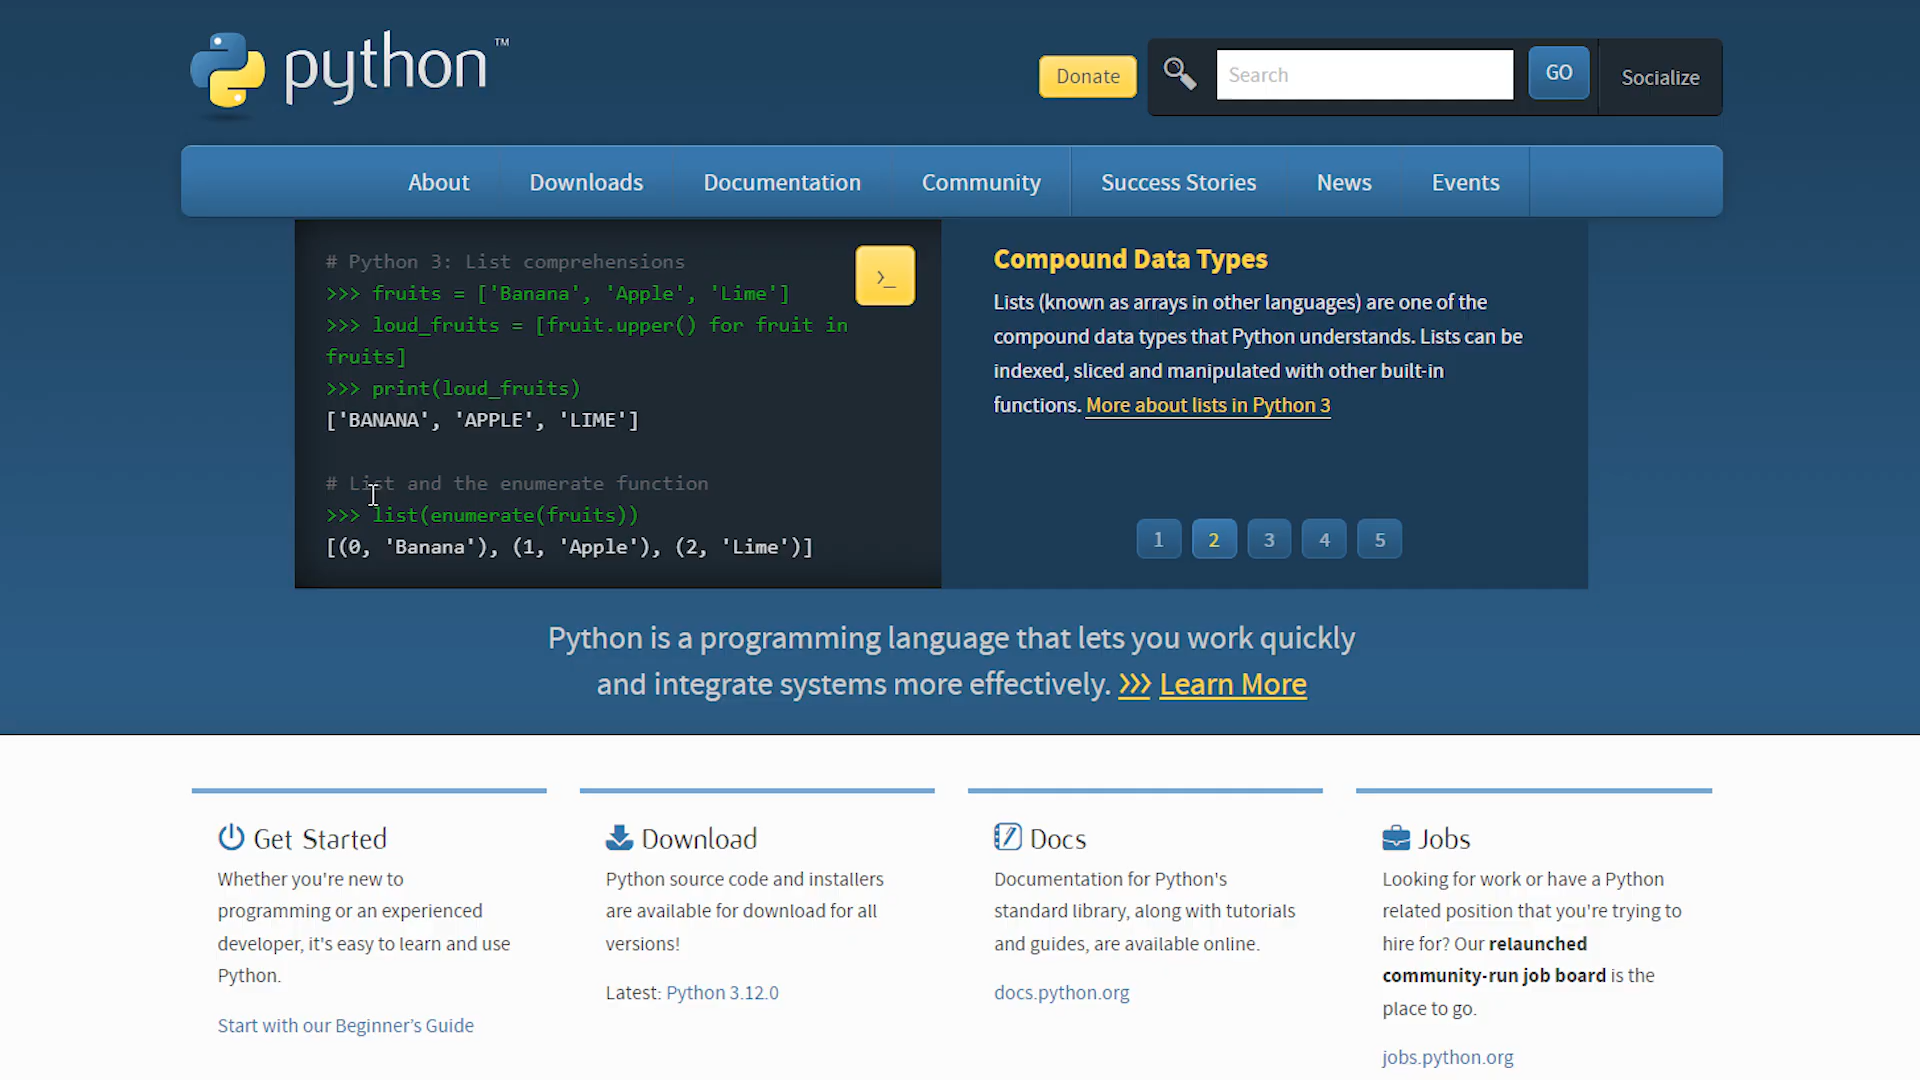 python™
Donate
Search
GO
Socialize
About
Downloads
Documentation
Community
Success Stories
News
Events
# Python 3: List comprehensions
>>> fruits = ['Banana', 'Apple', 'Lime']
>>> loud_fruits = [fruit.upper() for fruit in
fruits]
>>> print(loud_fruits)
['BANANA', 'APPLE', 'LIME']
# List and the enumerate function
>>> list(enumerate(fruits))
[(0, 'Banana'), (1, 'Apple'), (2, 'Lime')]
>_
Compound Data Types
Lists (known as arrays in other languages) are one of the
compound data types that Python understands. Lists can be
indexed, sliced and manipulated with other built-in
functions. More about lists in Python 3
1 2 3 4 5
Python is a programming language that lets you work quickly
and integrate systems more effectively. >>> Learn More
Get Started
Whether you're new to
programming or an experienced
developer, it's easy to learn and use
Python.
Start with our Beginner's Guide
Download
Python source code and installers
are available for download for all
versions!
Latest: Python 3.12.0
Docs
Documentation for Python's
standard library, along with tutorials
and guides, are available online.
docs.python.org
Jobs
Looking for work or have a Python
related position that you're trying to
hire for? Our relaunched
community-run job board is the
place to go.
jobs.python.org